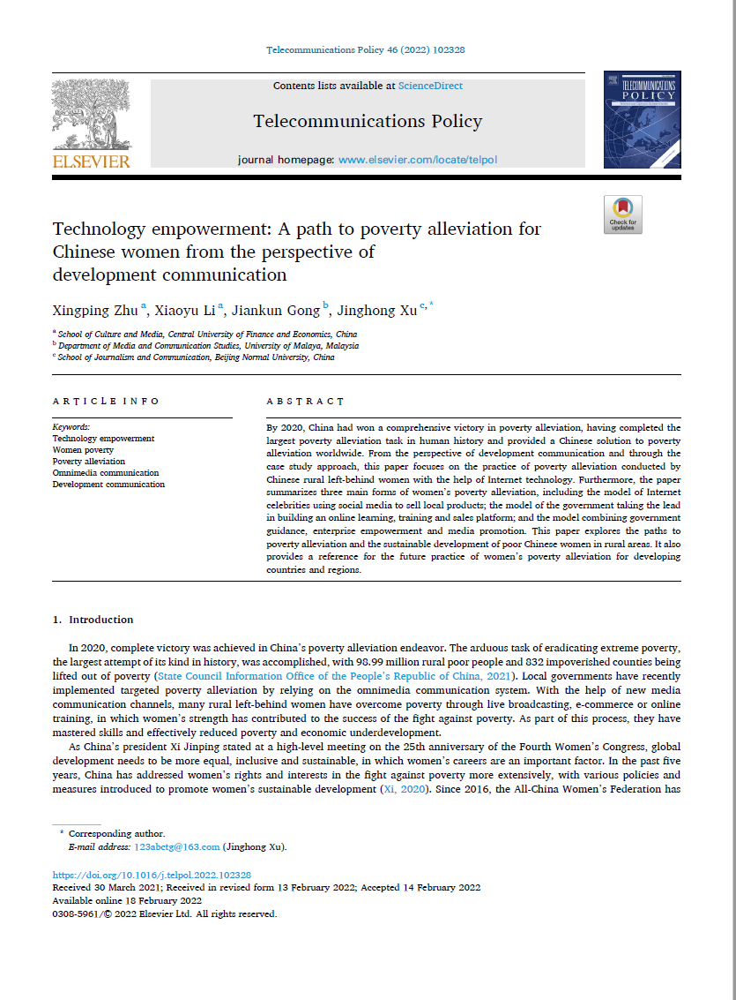 Telecommunications Policy 46 (2022) 102328
Contents lists available at ScienceDirect
Telecommunications Policy
journal homepage: www.elsevier.com/locate/telpol
ELSEVIER
TELECOMMUNICATIONS
POLICY
Check for
updates
Technology empowerment: A path to poverty alleviation for
Chinese women from the perspective of
development communication
Xingping Zhu a, Xiaoyu Li a, Jiankun Gong b, Jinghong Xu c,*
a School of Culture and Media, Central University of Finance and Economics, China
b Department of Media and Communication Studies, University of Malaya, Malaysia
c School of Journalism and Communication, Beijing Normal University, China
ARTICLE INFO
Keywords:
Technology empowerment
Women poverty
Poverty alleviation
Omnimedia communication
Development communication
ABSTRACT
By 2020, China had won a comprehensive victory in poverty alleviation, having completed the
largest poverty alleviation task in human history and provided a Chinese solution to poverty
alleviation worldwide. From the perspective of development communication and through the
case study approach, this paper focuses on the practice of poverty alleviation conducted by
Chinese rural left-behind women with the help of Internet technology. Furthermore, the paper
summarizes three main forms of women's poverty alleviation, including the model of Internet
celebrities using social media to sell local products; the model of the government taking the lead
in building an online learning, training and sales platform; and the model combining government
guidance, enterprise empowerment and media promotion. This paper explores the paths to
poverty alleviation and the sustainable development of poor Chinese women in rural areas. It also
provides a reference for the future practice of women's poverty alleviation for developing
countries and regions.
1. Introduction
In 2020, complete victory was achieved in China's poverty alleviation endeavor. The arduous task of eradicating extreme poverty,
the largest attempt of its kind in history, was accomplished, with 98.99 million rural poor people and 832 impoverished counties being
lifted out of poverty (State Council Information Office of the People's Republic of China, 2021). Local governments have recently
implemented targeted poverty alleviation by relying on the omnimedia communication system. With the help of new media
communication channels, many rural left-behind women have overcome poverty through live broadcasting, e-commerce or online
training, in which women's strength has contributed to the success of the fight against poverty. As part of this process, they have
mastered skills and effectively reduced poverty and economic underdevelopment.
As China's president Xi Jinping stated at a high-level meeting on the 25th anniversary of the Fourth Women's Congress, global
development needs to be more equal, inclusive and sustainable, in which women's careers are an important factor. In the past five
years, China has addressed women's rights and interests in the fight against poverty more extensively, with various policies and
measures introduced to promote women's sustainable development (Xi, 2020). Since 2016, the All-China Women's Federation has
* Corresponding author.
E-mail address: 123abctg@163.com (Jinghong Xu).
https://doi.org/10.1016/j.telpol.2022.102328
Received 30 March 2021; Received in revised form 13 February 2022; Accepted 14 February 2022
Available online 18 February 2022
0308-5961/© 2022 Elsevier Ltd. All rights reserved.